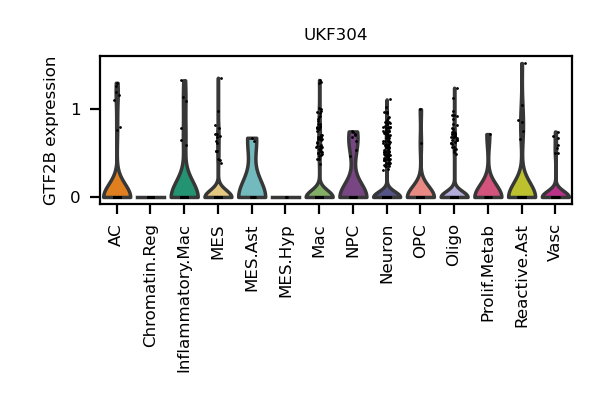 UKF304
GTF2B expression
1
0
AC
Chromatin.Reg
Inflammatory.Mac
MES
MES.Ast
MES.Hyp
Mac
NPC
Neuron
OPC
Oligo
Prolif.Metab
Reactive.Ast
Vasc